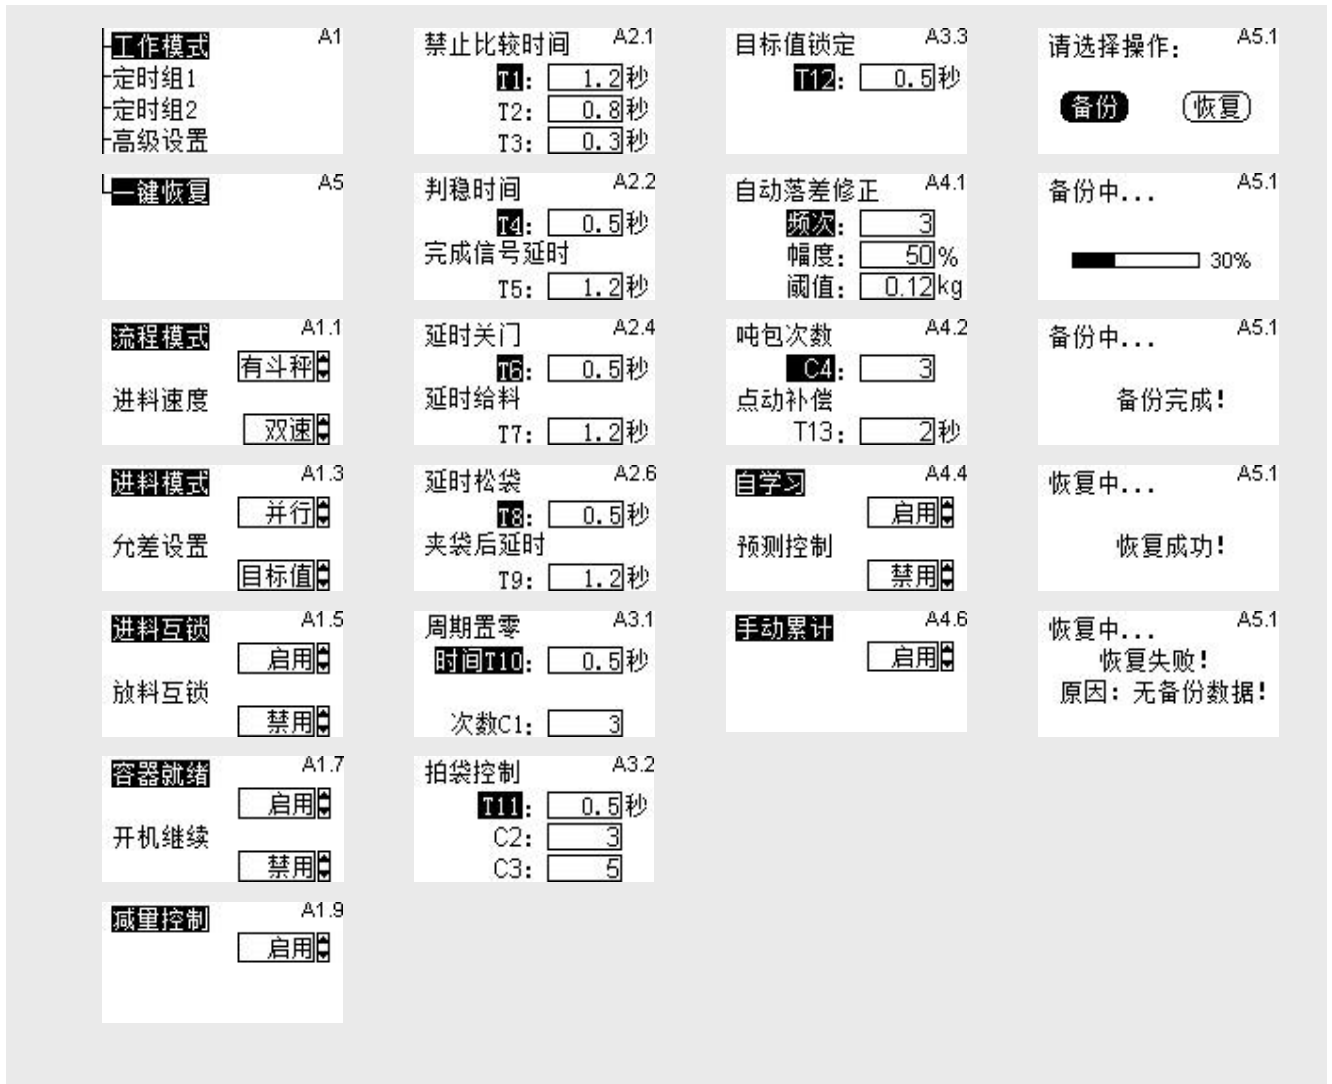 工作模式 A1
定时组1
定时组2
高级设置
一键恢复 A5
流程模式 A1.1
有斗秤
进料速度
双速
进料模式 A1.3
并行
允差设置
目标值
进料互锁 A1.5
启用
放料互锁
禁用
容器就绪 A1.7
启用
开机继续
禁用
减量控制 A1.9
启用
禁止比较时间 A2.1
T1: 1.2秒
T2: 0.8秒
T3: 0.3秒
判稳时间 A2.2
T4: 0.5秒
完成信号延时
T5: 1.2秒
延时关门 A2.4
T6: 0.5秒
延时给料
T7: 1.2秒
延时松袋 A2.6
T8: 0.5秒
夹袋后延时
T9: 1.2秒
周期置零 A3.1
时间T10: 0.5秒
次数C1: 3
拍袋控制 A3.2
T11: 0.5秒
C2: 3
C3: 5
目标值锁定 A3.3
T12: 0.5秒
自动落差修正 A4.1
频次: 3
幅度: 50%
阈值: 0.12kg
吨包次数 A4.2
C4: 3
点动补偿
T13: 2秒
自学习 A4.4
启用
预测控制
禁用
手动累计 A4.6
启用
请选择操作: A5.1
备份 恢复
备份中... A5.1
30%
备份中... A5.1
备份完成!
恢复中... A5.1
恢复成功!
恢复中... A5.1
恢复失败!
原因: 无备份数据!